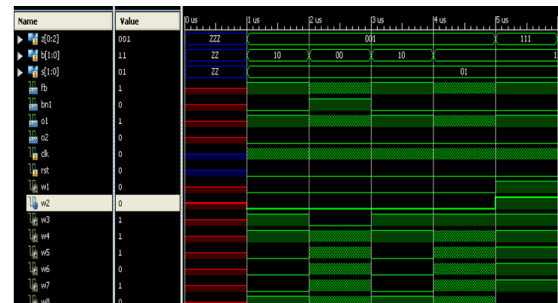 Name Value 0 us 1 us 2 us 3 us 4 us 5 us
z[0:2] 001 ZZZ 001 111
b[1:0] 11 ZZ 10 00 10 1
s[1:0] 01 ZZ 01
fb 1
bn1 0
o1 1
o2 0
clk 0
rst 0
w1 0
w2 0
w3 1
w4 1
w5 1
w6 0
w7 1
w8 0